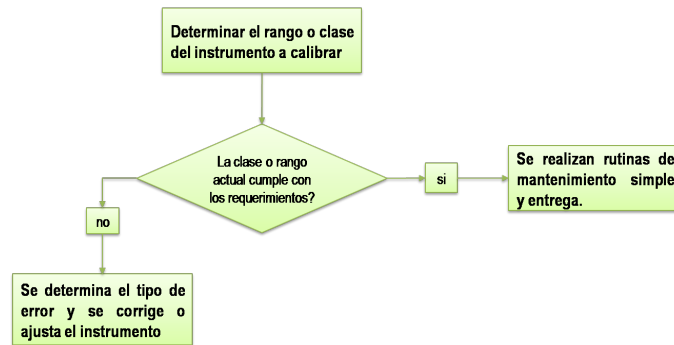 Determinar el rango o clase
del instrumento a calibrar
La clase o rango
actual cumple con
los requerimientos?
si
Se realizan rutinas de
mantenimiento simple
y entrega.
no
Se determina el tipo de
error y se corrige o
ajusta el instrumento